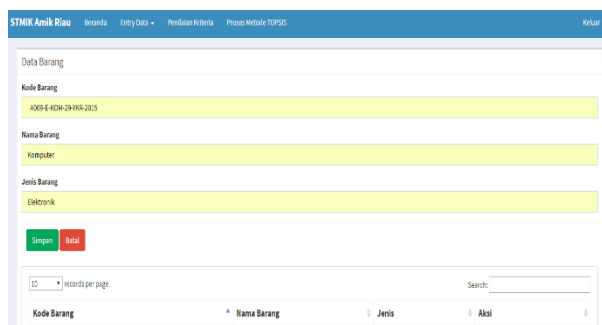 STMIK Amik Riau Beranda Entry Data Penilaian Kriteria Proses Metode TOPSIS Keluar
Data Barang
Kode Barang
A009-E-KOM-29-YKR-2015
Nama Barang
Komputer
Jenis Barang
Elektronik
Simpan Batal
10 records per page Search:
Kode Barang Nama Barang Jenis Aksi